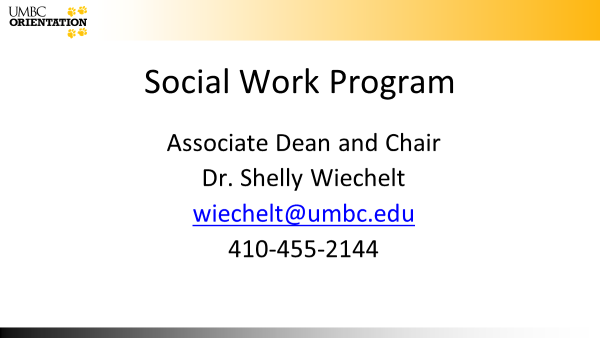 UMBC
ORIENTATION
Social Work Program
Associate Dean and Chair
Dr. Shelly Wiechelt
wiechelt@umbc.edu
410-455-2144